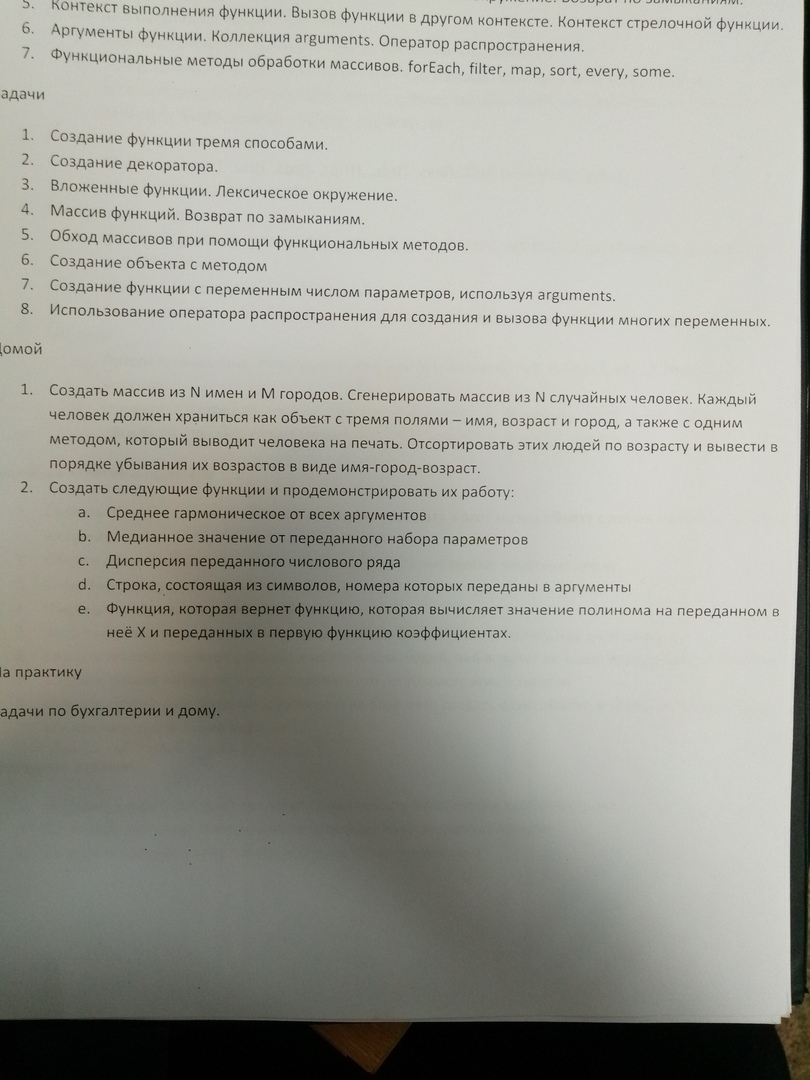 5. Контекст выполнения функции. Вызов функции в другом контексте. Контекст стрелочной функции.
6. Аргументы функции. Коллекция arguments. Оператор распространения.
7. Функциональные методы обработки массивов. forEach, filter, map, sort, every, some.
адачи
1. Создание функции тремя способами.
2. Создание декоратора.
3. Вложенные функции. Лексическое окружение.
4. Массив функций. Возврат по замыканиям.
5. Обход массивов при помощи функциональных методов.
6. Создание объекта с методом
7. Создание функции с переменным числом параметров, используя arguments.
8. Использование оператора распространения для создания и вызова функции многих переменных.
Домой
1. Создать массив из N имен и M городов. Сгенерировать массив из N случайных человек. Каждый
человек должен храниться как объект с тремя полями – имя, возраст и город, а также с одним
методом, который выводит человека на печать. Отсортировать этих людей по возрасту и вывести в
порядке убывания их возрастов в виде имя-город-возраст.
2. Создать следующие функции и продемонстрировать их работу:
a. Среднее гармоническое от всех аргументов
b. Медианное значение от переданного набора параметров
c. Дисперсия переданного числового ряда
d. Строка, состоящая из символов, номера которых переданы в аргументы
e. Функция, которая вернет функцию, которая вычисляет значение полинома на переданном в
неё X и переданных в первую функцию коэффициентах.
На практику
адачи по бухгалтерии и дому.